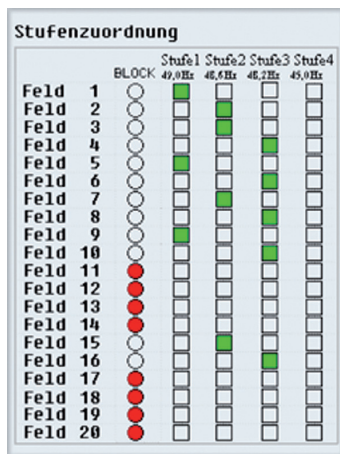 Stufenzuordnung
Stufe1 Stufe2 Stufe3 Stufe4
BLOCK 49,0Hz 48,6Hz 48,2Hz 45,0Hz
Feld 1
Feld 2
Feld 3
Feld 4
Feld 5
Feld 6
Feld 7
Feld 8
Feld 9
Feld 10
Feld 11
Feld 12
Feld 13
Feld 14
Feld 15
Feld 16
Feld 17
Feld 18
Feld 19
Feld 20